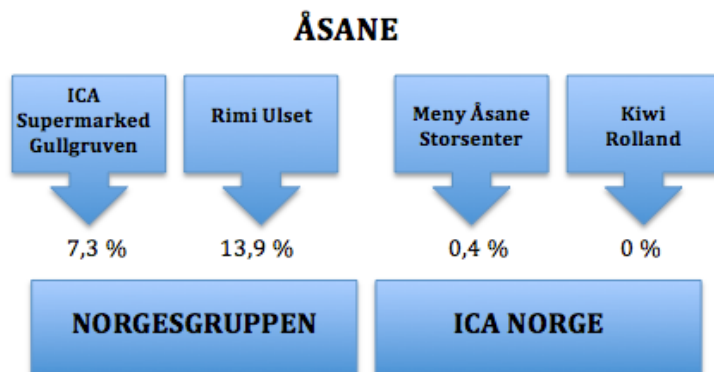 ÅSANE
ICA
Supermarked
Gullgruven
Rimi Ulset
Meny Åsane
Storsenter
Kiwi
Rolland
7,3 %
13,9 %
0,4 %
0 %
NORGESGRUPPEN
ICA NORGE